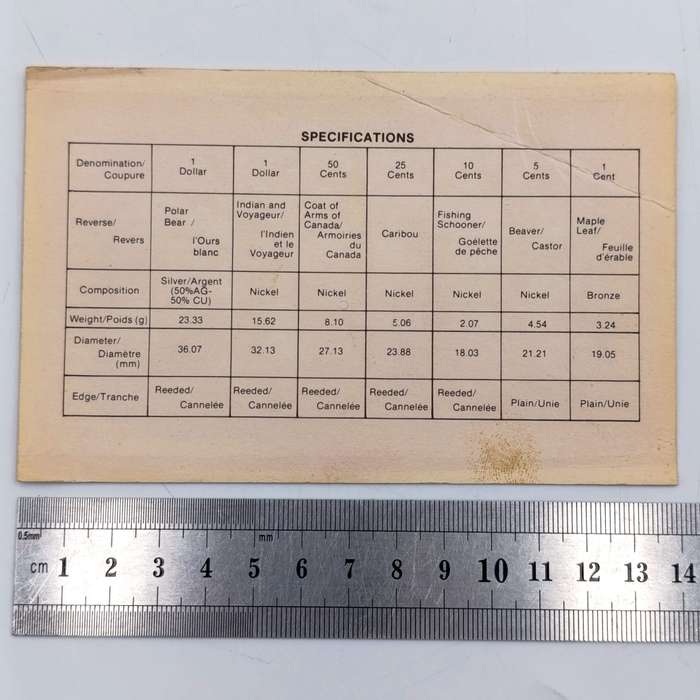 SPECIFICATIONS
Denomination/ Coupure 1 Dollar 1 Dollar 50 Cents 25 Cents 10 Cents 5 Cents 1 Cent
Reverse/ Revers Polar Bear / l'Ours blanc Indian and Voyageur/ l'Indien et le Voyageur Coat of Arms of Canada/ Armoiries du Canada Caribou Fishing Schooner/ Goélette de pêche Beaver/ Castor Maple Leaf/ Feuille d'érable
Composition Silver/Argent (50%AG- 50% CU) Nickel Nickel Nickel Nickel Nickel Bronze
Weight/Poids (g) 23.33 15.62 8.10 5.06 2.07 4.54 3.24
Diameter/ Diamètre (mm) 36.07 32.13 27.13 23.88 18.03 21.21 19.05
Edge/Tranche Reeded/ Cannelée Reeded/ Cannelée Reeded/ Cannelée Reeded/ Cannelée Reeded/ Cannelée Plain/Unie Plain/Unie
0.5mm mm
cm 1 2 3 4 5 6 7 8 9 10 11 12 13 14